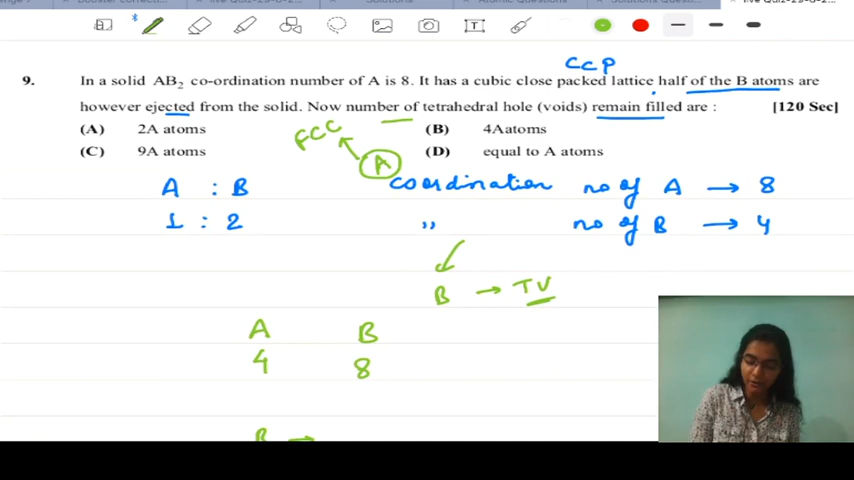 Solutions
9. In a solid AB2 co-ordination number of A is 8. It has a cubic close packed lattice half of the B atoms are
however ejected from the solid. Now number of tetrahedral hole (voids) remain filled are : [120 Sec]
(A) 2A atoms (B) 4Aatoms
(C) 9A atoms (D) equal to A atoms
CCP
FCC
A
A : B coordination no of A → 8
1 : 2 ,, no of B → 4
B → TV
A B
4 8
B →